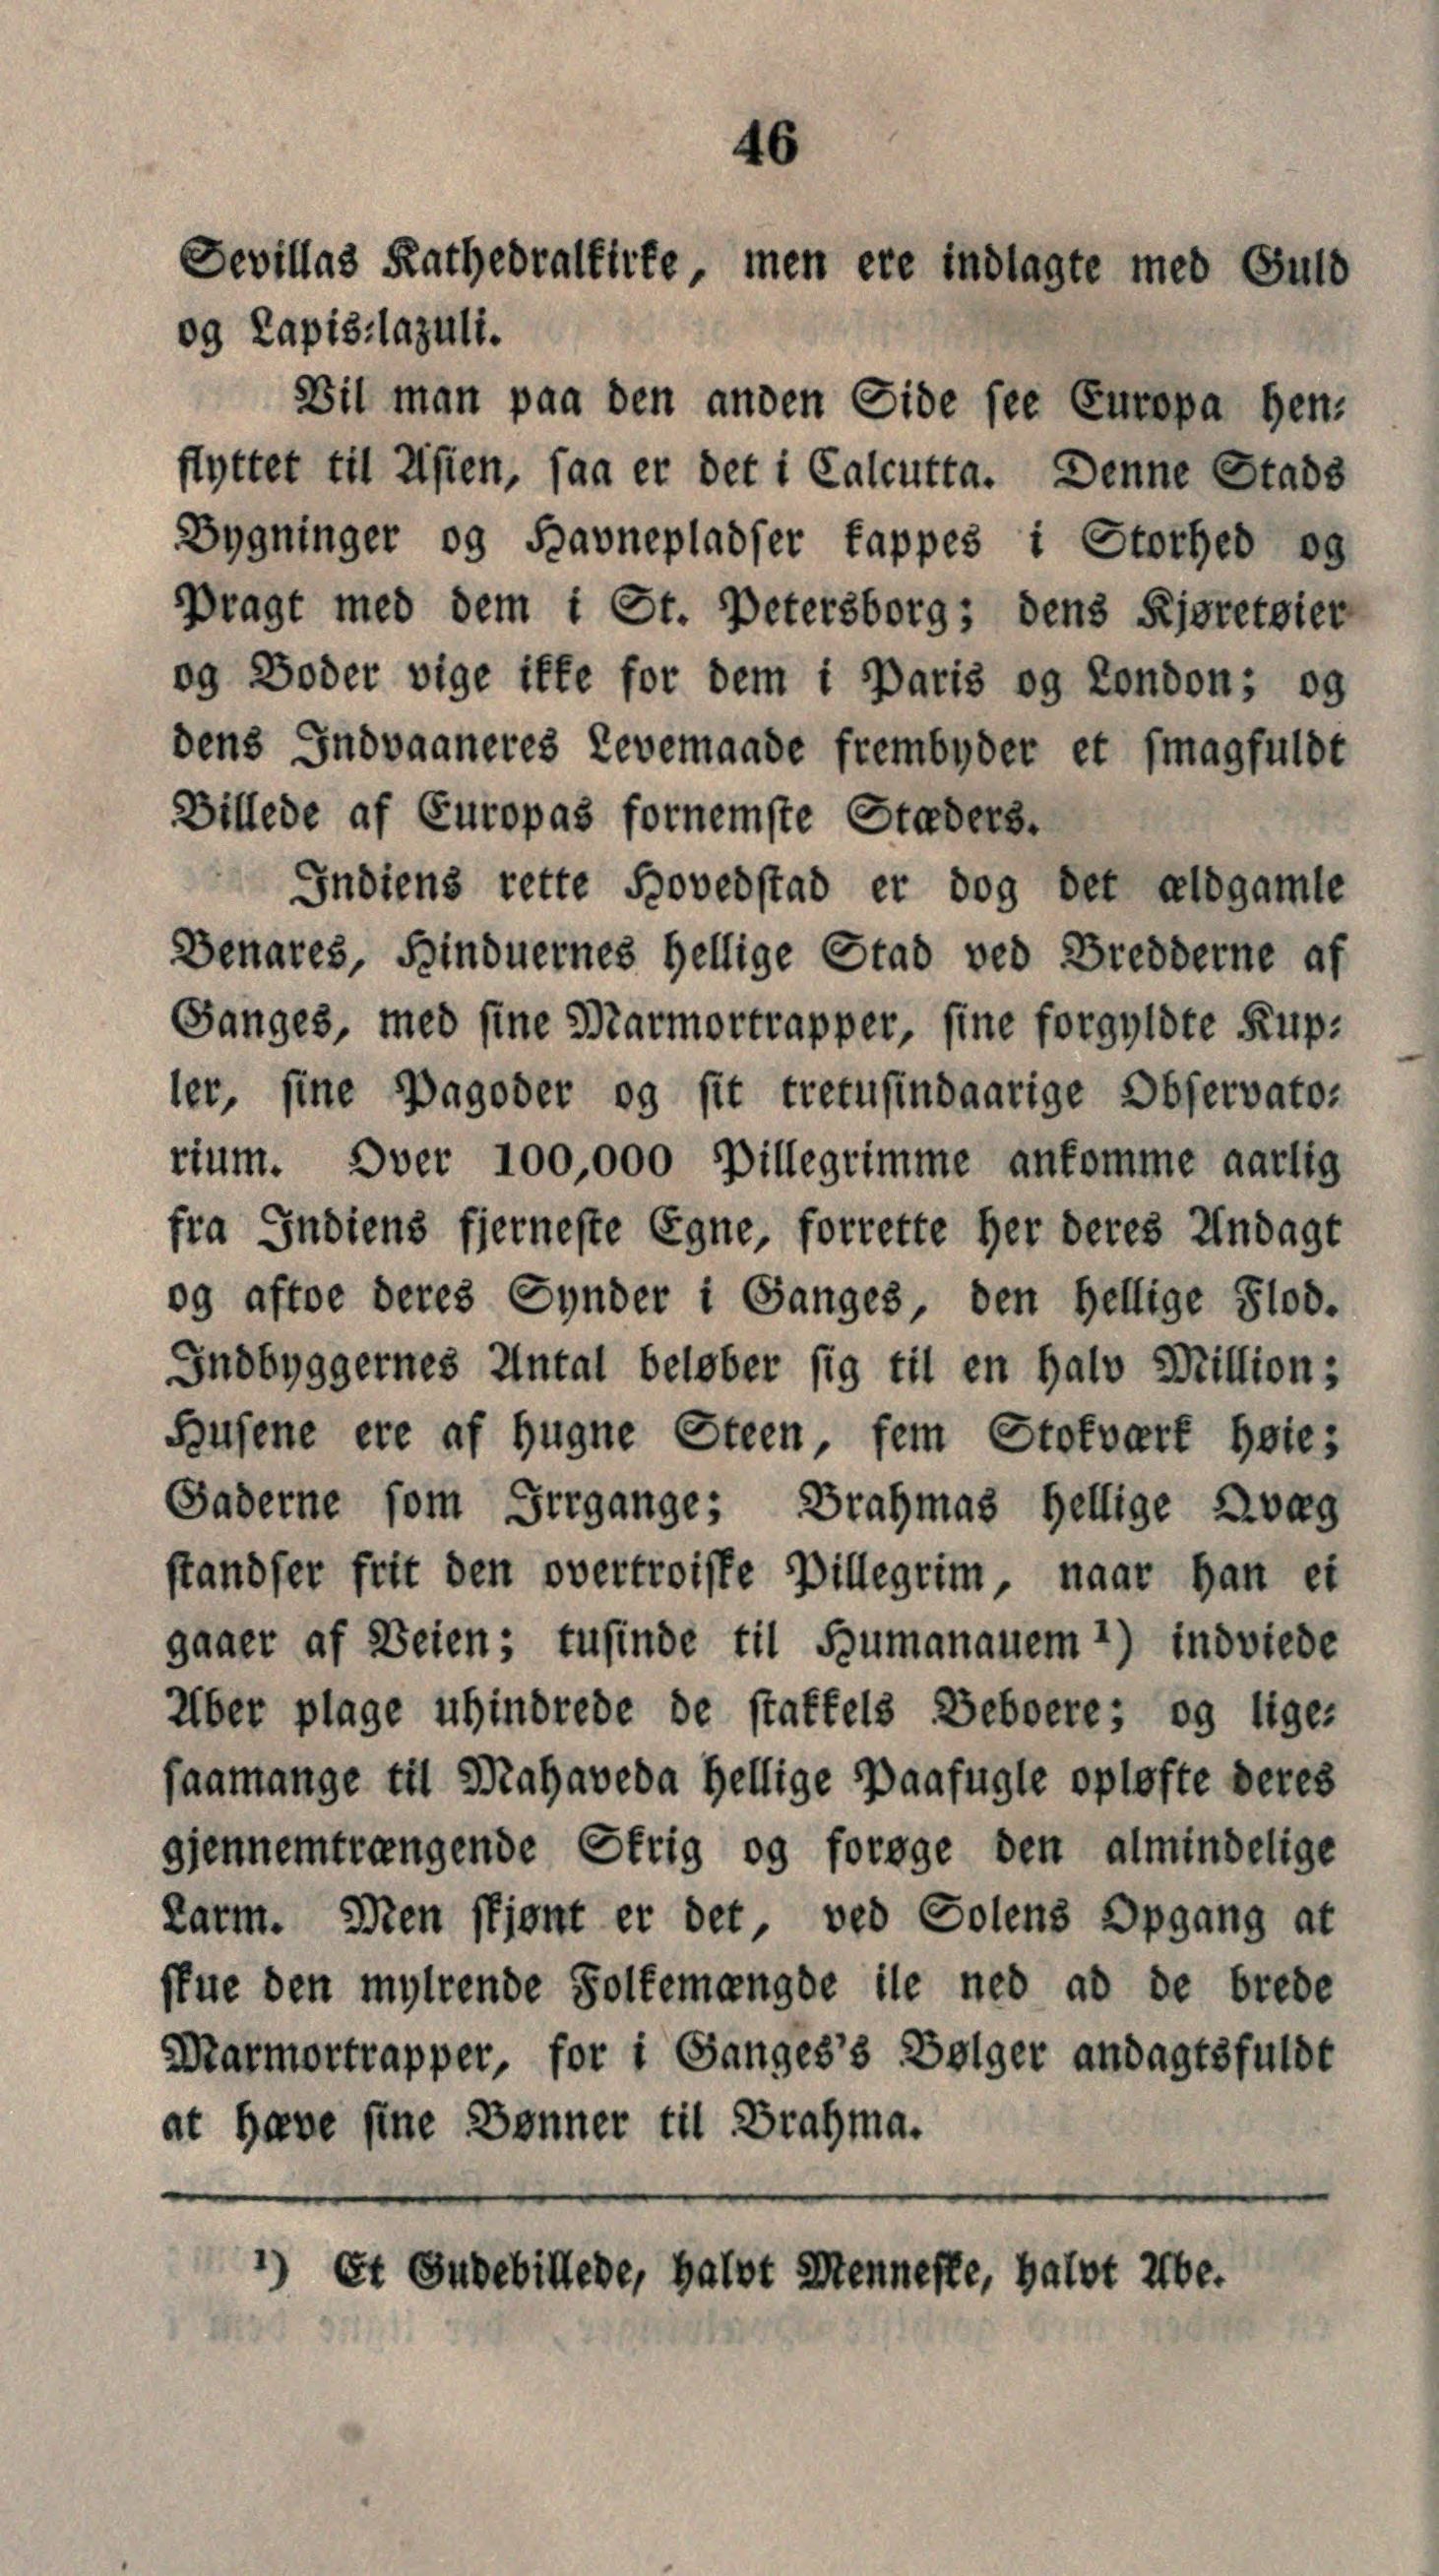 46
Sevillas Kathedralkirke, men ere indlagte med Guld
og Lapis-lazuli.
Vil man paa den anden Side see Europa hen-
flyttet til Asien, saa er det i Calcutta. Denne Stads
Bygninger og Havnepladser kappes i Storhed og
Pragt med dem i St. Petersborg; dens Kjøretøier
og Boder vige ikke for dem i Paris og London; og
dens Indvaaneres Levemaade frembyder et smagfuldt
Billede af Europas fornemste Stæders.
Indiens rette Hovedstad er dog det ældgamle
Benares, Hinduernes hellige Stad ved Bredderne af
Ganges, med sine Marmortrapper, sine forgyldte Kup-
ler, sine Pagoder og sit tretusindaarige Observato-
rium. Over 100,000 Pillegrimme ankomme aarlig
fra Indiens fjerneste Egne, forrette her deres Andagt
og aftoe deres Synder i Ganges, den hellige Flod.
Indbyggernes Antal beløber sig til en halv Million;
Husene ere af hugne Steen, fem Stokværk høie;
Gaderne som Irrgange; Brahmas hellige Qvæg
standser frit den overtroiske Pillegrim, naar han ei
gaaer af Veien; tusinde til Humanauem ¹) indviede
Aber plage uhindrede de stakkels Beboere; og lige-
saamange til Mahaveda hellige Paafugle opløfte deres
gjennemtrængende Skrig og forøge den almindelige
Larm. Men skjønt er det, ved Solens Opgang at
skue den mylrende Folkemængde ile ned ad de brede
Marmortrapper, for i Ganges's Bølger andagtsfuldt
at hæve sine Bønner til Brahma.
¹) Et Gudebillede, halvt Menneske, halvt Abe.